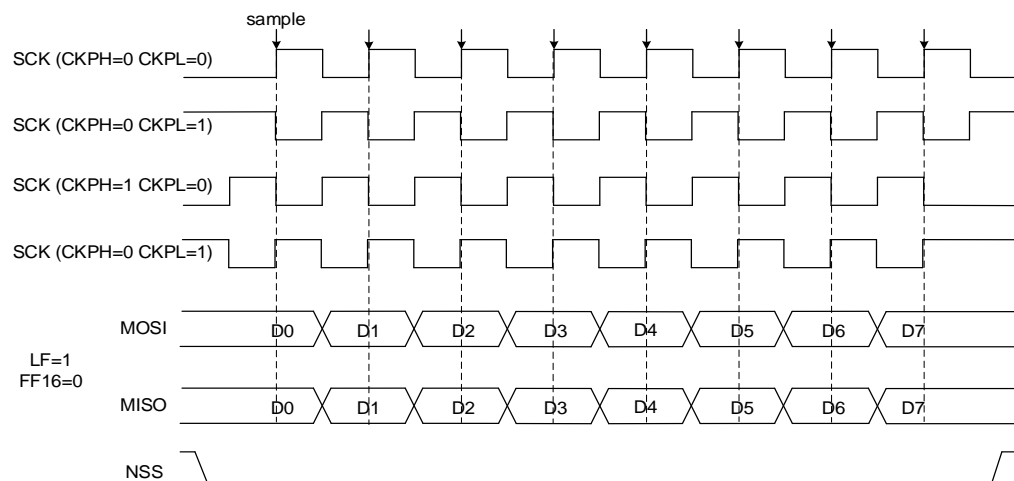 sample
SCK (CKPH=0 CKPL=0)
SCK (CKPH=0 CKPL=1)
SCK (CKPH=1 CKPL=0)
SCK (CKPH=0 CKPL=1)
MOSI
D0 D1 D2 D3 D4 D5 D6 D7
LF=1
FF16=0
MISO
D0 D1 D2 D3 D4 D5 D6 D7
NSS